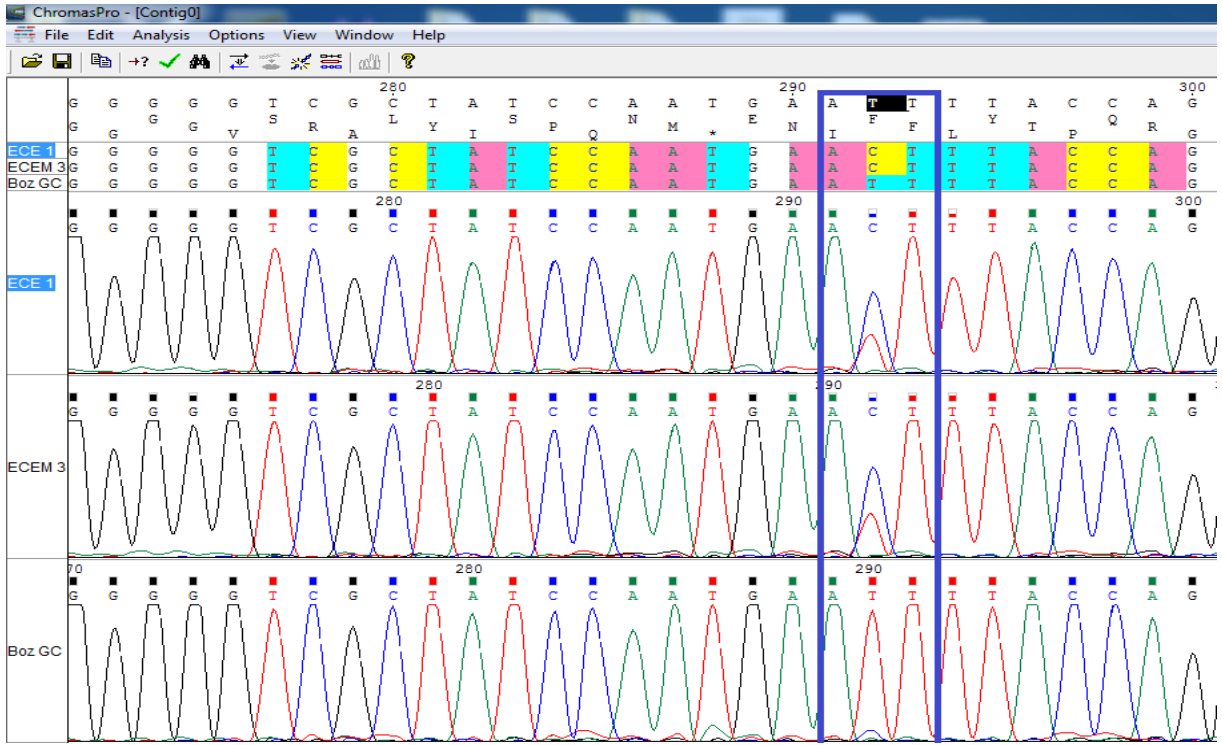 ChromasPro - [Contig0]
File Edit Analysis Options View Window Help
280 290 300
G G G G G T C G C T A T C C A A T G A A T T T T A C C A G
G S L S N E F Y Q
G G R Y P M N F T R
G V A I Q * I L P G
ECE 1 G G G G G T C G C T A T C C A A T G A A C T T T A C C A G
ECEM 3 G G G G G T C G C T A T C C A A T G A A C T T T A C C A G
Boz GC G G G G G T C G C T A T C C A A T G A A T T T T A C C A G
280 290 300
G G G G G T C G C T A T C C A A T G A A C T T T A C C A G
ECE 1
280 290
G G G G G T C G C T A T C C A A T G A A C T T T A C C A G
ECEM 3
70 280 290
G G G G G T C G C T A T C C A A T G A A T T T T A C C A G
Boz GC